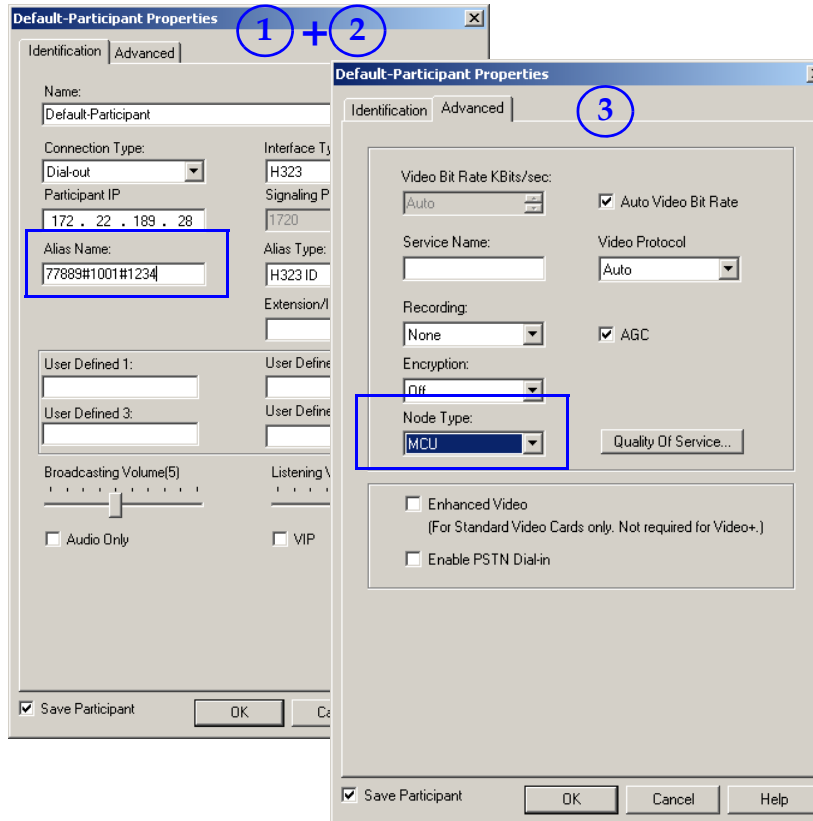 Default-Participant Properties
1 + 2
Identification
Advanced
Name:
Default-Participant
Connection Type:
Interface Ty
Dial-out
H323
Participant IP
Signaling P
172 . 22 . 189 . 28
1720
Alias Name:
Alias Type:
77889#1001#1234
H323 ID
Extension/I
User Defined 1:
User Define
User Defined 3:
User Define
Broadcasting Volume(5)
Listening V
Audio Only
VIP
Save Participant
OK
Ca
Default-Participant Properties
Identification
Advanced
3
Video Bit Rate KBits/sec:
Auto
Auto Video Bit Rate
Service Name:
Video Protocol
Auto
Recording:
None
AGC
Encryption:
Off
Node Type:
MCU
Quality Of Service...
Enhanced Video
(For Standard Video Cards only. Not required for Video+.)
Enable PSTN Dial-in
Save Participant
OK
Cancel
Help